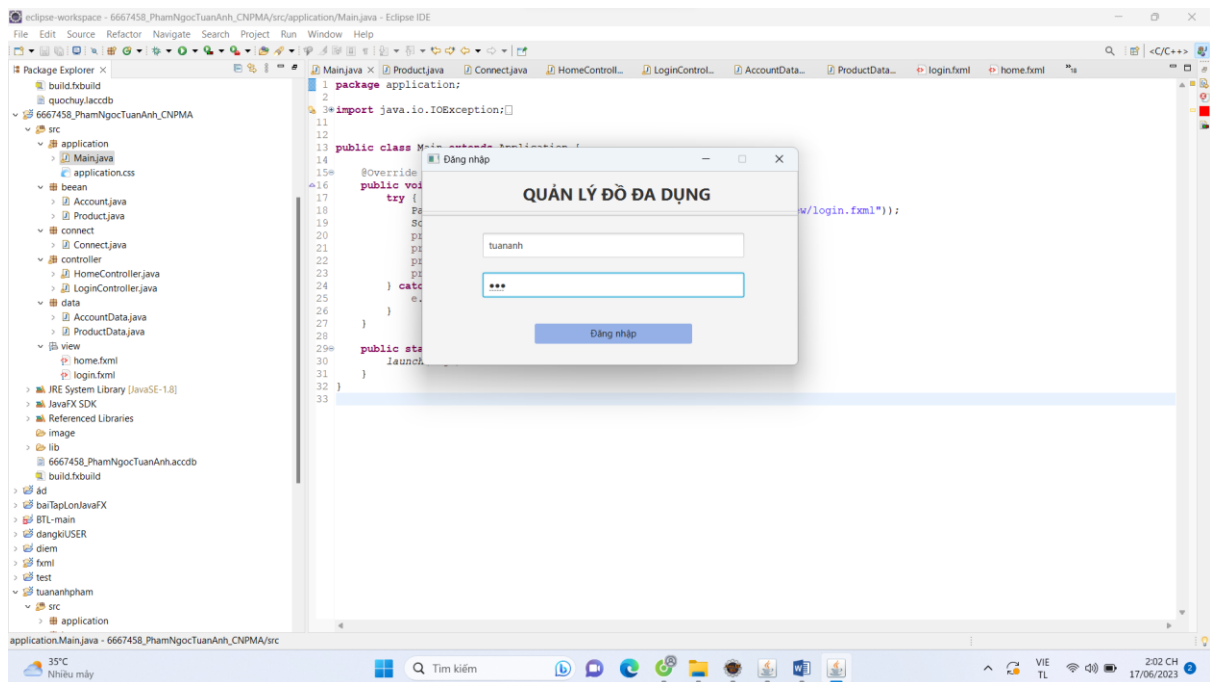 eclipse-workspace - 6667458_PhamNgocTuanAnh_CNPMA/src/application/Main.java - Eclipse IDE
File Edit Source Refactor Navigate Search Project Run Window Help
<C/C++>
Package Explorer
Main.java Product.java Connect.java HomeControll... LoginControl... AccountData... ProductData... login.fxml home.fxml »18
build.fxbuild
quochuy.laccdb
6667458_PhamNgocTuanAnh_CNPMA
src
application
Main.java
application.css
beean
Account.java
Product.java
connect
Connect.java
controller
HomeController.java
LoginController.java
data
AccountData.java
ProductData.java
view
home.fxml
login.fxml
JRE System Library [JavaSE-1.8]
JavaFX SDK
Referenced Libraries
image
lib
6667458_PhamNgocTuanAnh.accdb
build.fxbuild
ád
baiTapLonJavaFX
BTL-main
dangkiUSER
diem
fxml
test
tuananhpham
src
application
1 package application;
2
3 import java.io.IOException;
11
12
13 public class Main extends Application {
14
15 @Override
16 public voi
17 try {
18 Pa w/login.fxml"));
19 Sc
20 pr
21 pr
22 pr
23 pr
24 } catc
25 e.
26 }
27 }
28
29 public sta
30 launch
31 }
32 }
33
Đăng nhập
QUẢN LÝ ĐỒ ĐA DỤNG
tuananh
Đăng nhập
application.Main.java - 6667458_PhamNgocTuanAnh_CNPMA/src
35°C
Nhiều mây
Tìm kiếm
VIE
TL
2:02 CH
17/06/2023
2